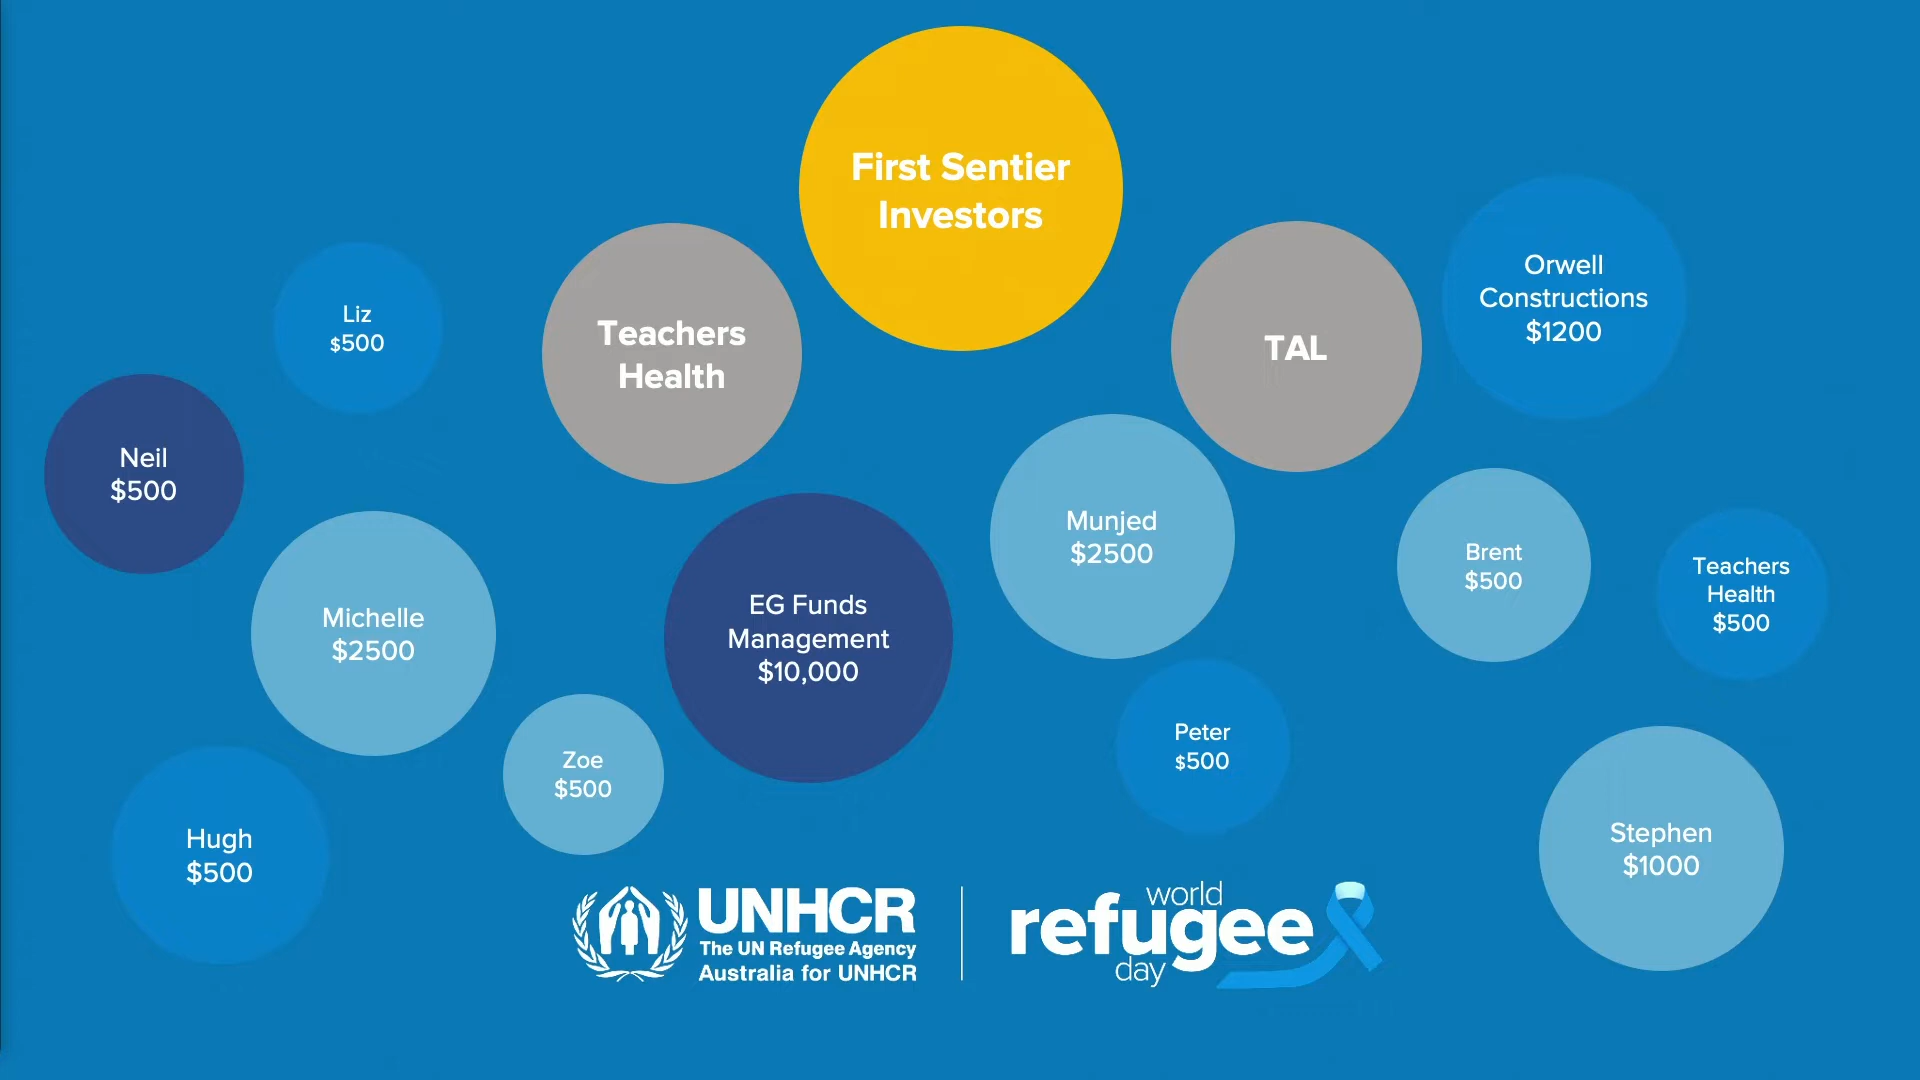 First Sentier
Investors
Teachers
Health
TAL
Orwell
Constructions
$1200
Liz
$500
Neil
$500
Munjed
$2500
Brent
$500
Teachers
Health
$500
Michelle
$2500
EG Funds
Management
$10,000
Zoe
$500
Peter
$500
Hugh
$500
Stephen
$1000
UNHCR
The UN Refugee Agency
Australia for UNHCR
world
refugee
day